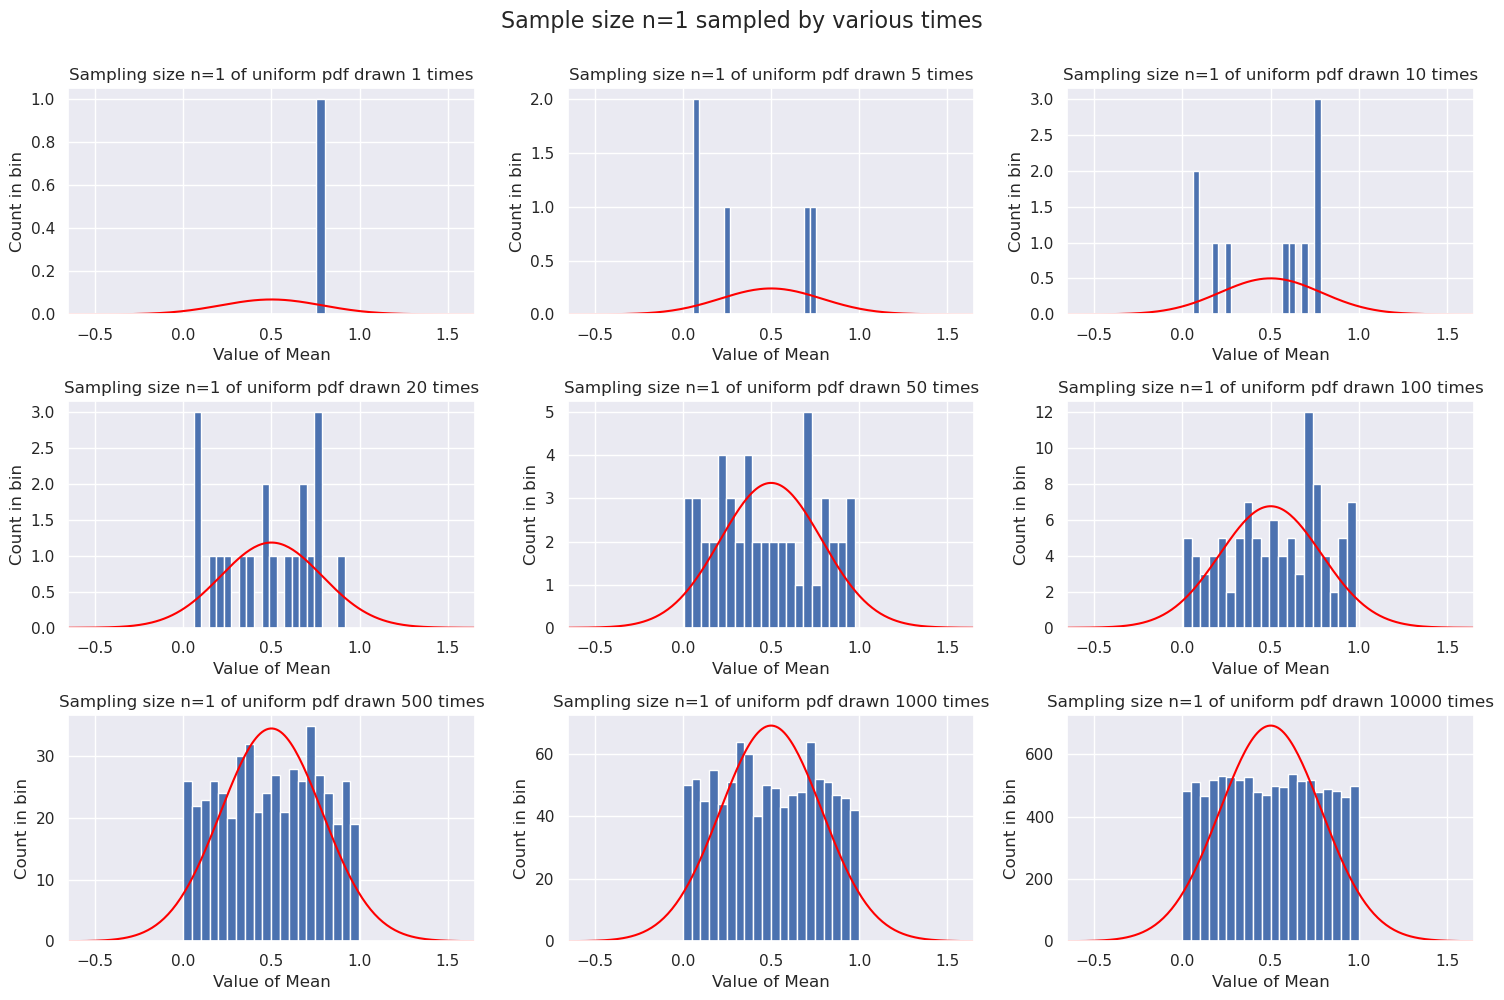 Sample size n=1 sampled by various times
Sampling size n=1 of uniform pdf drawn 1 times
Sampling size n=1 of uniform pdf drawn 5 times
Sampling size n=1 of uniform pdf drawn 10 times
1.0
0.8
0.6
0.4
0.2
0.0
Count in bin
−0.5 0.0 0.5 1.0 1.5
Value of Mean
2.0
1.5
1.0
0.5
0.0
Count in bin
−0.5 0.0 0.5 1.0 1.5
Value of Mean
3.0
2.5
2.0
1.5
1.0
0.5
0.0
Count in bin
−0.5 0.0 0.5 1.0 1.5
Value of Mean
Sampling size n=1 of uniform pdf drawn 20 times
Sampling size n=1 of uniform pdf drawn 50 times
Sampling size n=1 of uniform pdf drawn 100 times
3.0
2.5
2.0
1.5
1.0
0.5
0.0
Count in bin
−0.5 0.0 0.5 1.0 1.5
Value of Mean
5
4
3
2
1
0
Count in bin
−0.5 0.0 0.5 1.0 1.5
Value of Mean
12
10
8
6
4
2
0
Count in bin
−0.5 0.0 0.5 1.0 1.5
Value of Mean
Sampling size n=1 of uniform pdf drawn 500 times
Sampling size n=1 of uniform pdf drawn 1000 times
Sampling size n=1 of uniform pdf drawn 10000 times
30
20
10
0
Count in bin
−0.5 0.0 0.5 1.0 1.5
Value of Mean
60
40
20
0
Count in bin
−0.5 0.0 0.5 1.0 1.5
Value of Mean
600
400
200
0
Count in bin
−0.5 0.0 0.5 1.0 1.5
Value of Mean